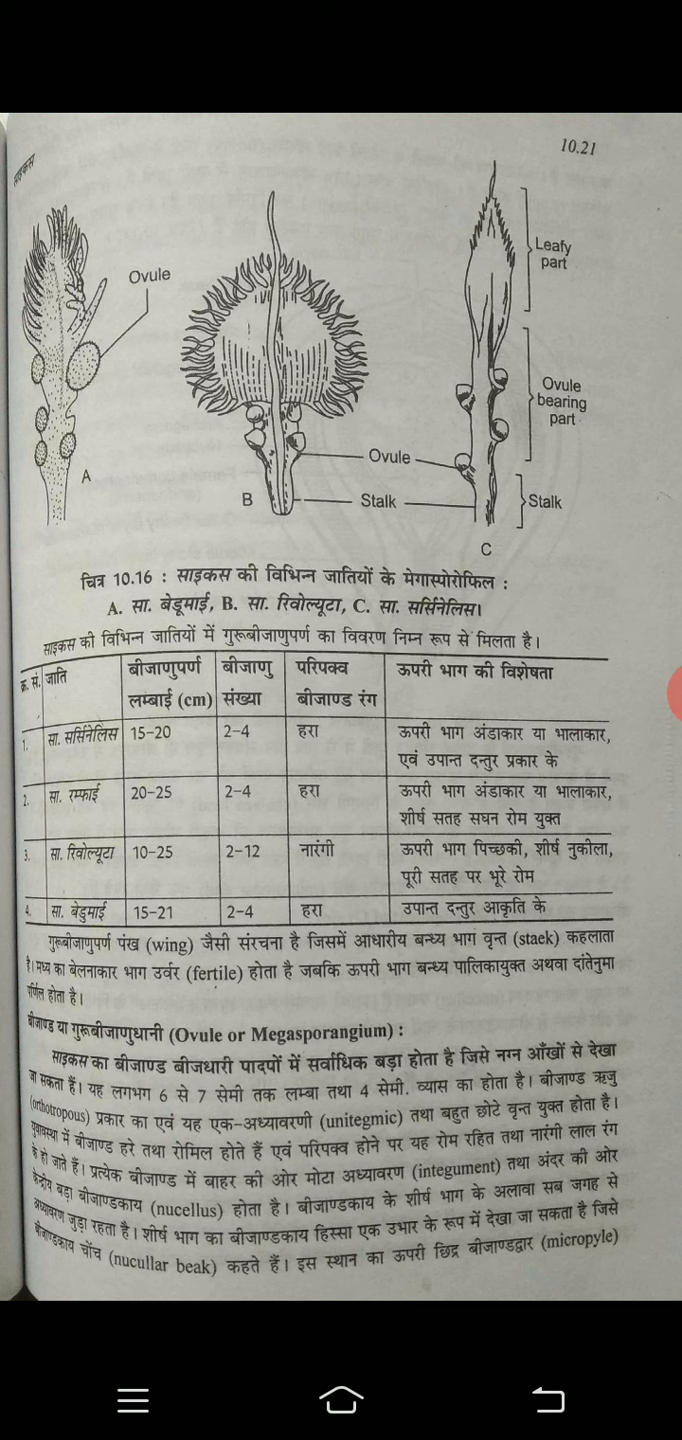 10.21
साइकस
Ovule
A
B
Ovule
Stalk
Leafy
part
Ovule
bearing
part
Stalk
C
चित्र 10.16 : साइकस की विभिन्न जातियों के मेगास्पोरोफिल :
A. सा. बेडूमाई, B. सा. रिवोल्यूटा, C. सा. सर्सिनेलिस।
साइकस की विभिन्न जातियों में गुरूबीजाणुपर्ण का विवरण निम्न रूप से मिलता है।
क्र. सं. जाति बीजाणुपर्ण लम्बाई (cm) बीजाणु संख्या परिपक्व बीजाण्ड रंग ऊपरी भाग की विशेषता
1. सा. सर्सिनेलिस 15-20 2-4 हरा ऊपरी भाग अंडाकार या भालाकार,
एवं उपान्त दन्तुर प्रकार के
2. सा. रम्फाई 20-25 2-4 हरा ऊपरी भाग अंडाकार या भालाकार,
शीर्ष सतह सघन रोम युक्त
3. सा. रिवोल्यूटा 10-25 2-12 नारंगी ऊपरी भाग पिच्छकी, शीर्ष नुकीला,
पूरी सतह पर भूरे रोम
4. सा. बेडुमाई 15-21 2-4 हरा उपान्त दन्तुर आकृति के
गुरूबीजाणुपर्ण पंख (wing) जैसी संरचना है जिसमें आधारीय बन्ध्य भाग वृन्त (staek) कहलाता
है। मध्य का बेलनाकार भाग उर्वर (fertile) होता है जबकि ऊपरी भाग बन्ध्य पालिकायुक्त अथवा दांतेनुमा
पर्णिल होता है।
बीजाण्ड या गुरूबीजाणुधानी (Ovule or Megasporangium) :
साइकस का बीजाण्ड बीजधारी पादपों में सर्वाधिक बड़ा होता है जिसे नग्न आँखों से देखा
जा सकता हैं। यह लगभग 6 से 7 सेमी तक लम्बा तथा 4 सेमी. व्यास का होता है। बीजाण्ड ऋजु
(orthotropous) प्रकार का एवं यह एक-अध्यावरणी (unitegmic) तथा बहुत छोटे वृन्त युक्त होता है।
युवावस्था में बीजाण्ड हरे तथा रोमिल होते हैं एवं परिपक्व होने पर यह रोम रहित तथा नारंगी लाल रंग
के हो जाते हैं। प्रत्येक बीजाण्ड में बाहर की ओर मोटा अध्यावरण (integument) तथा अंदर की ओर
केन्द्रीय बड़ा बीजाण्डकाय (nucellus) होता है। बीजाण्डकाय के शीर्ष भाग के अलावा सब जगह से
अध्यावरण जुड़ा रहता है। शीर्ष भाग का बीजाण्डकाय हिस्सा एक उभार के रूप में देखा जा सकता है जिसे
बीजाण्डकाय चोंच (nucullar beak) कहते हैं। इस स्थान का ऊपरी छिद्र बीजाण्डद्वार (micropyle)